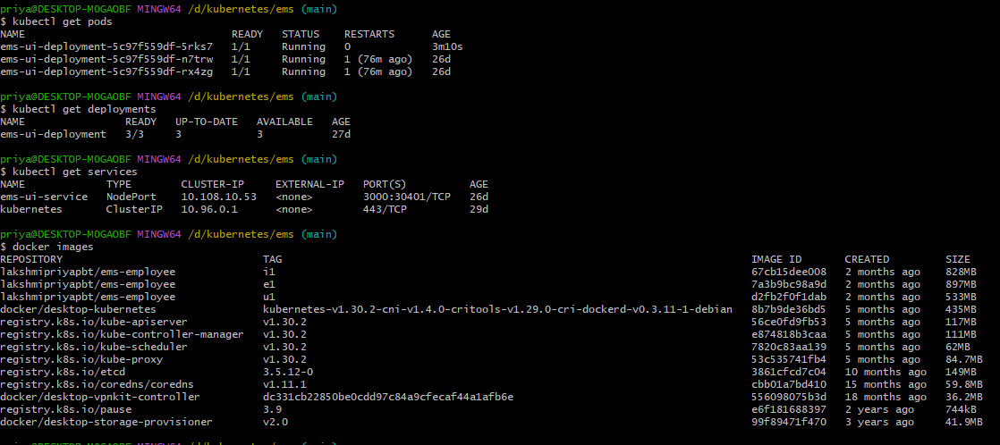 priya@DESKTOP-MOGAOBF MINGW64 /d/kubernetes/ems (main)
$ kubectl get pods
NAME READY STATUS RESTARTS AGE
ems-ui-deployment-5c97f559df-5rks7 1/1 Running 0 3m10s
ems-ui-deployment-5c97f559df-n7trw 1/1 Running 1 (76m ago) 26d
ems-ui-deployment-5c97f559df-rx4zg 1/1 Running 1 (76m ago) 26d
priya@DESKTOP-MOGAOBF MINGW64 /d/kubernetes/ems (main)
$ kubectl get deployments
NAME READY UP-TO-DATE AVAILABLE AGE
ems-ui-deployment 3/3 3 3 27d
priya@DESKTOP-MOGAOBF MINGW64 /d/kubernetes/ems (main)
$ kubectl get services
NAME TYPE CLUSTER-IP EXTERNAL-IP PORT(S) AGE
ems-ui-service NodePort 10.108.10.53 <none> 3000:30401/TCP 26d
kubernetes ClusterIP 10.96.0.1 <none> 443/TCP 29d
priya@DESKTOP-MOGAOBF MINGW64 /d/kubernetes/ems (main)
$ docker images
REPOSITORY TAG IMAGE ID CREATED SIZE
lakshmipriyapbt/ems-employee i1 67cb15dee008 2 months ago 828MB
lakshmipriyapbt/ems-employee e1 7a3b9bc98a9d 2 months ago 897MB
lakshmipriyapbt/ems-employee u1 d2fb2f0f1dab 2 months ago 533MB
docker/desktop-kubernetes kubernetes-v1.30.2-cni-v1.4.0-critools-v1.29.0-cri-dockerd-v0.3.11-1-debian 8b7b9de36bd5 5 months ago 435MB
registry.k8s.io/kube-apiserver v1.30.2 56ce0fd9fb53 5 months ago 117MB
registry.k8s.io/kube-controller-manager v1.30.2 e874818b3caa 5 months ago 111MB
registry.k8s.io/kube-scheduler v1.30.2 7820c83aa139 5 months ago 62MB
registry.k8s.io/kube-proxy v1.30.2 53c535741fb4 5 months ago 84.7MB
registry.k8s.io/etcd 3.5.12-0 3861cfcd7c04 10 months ago 149MB
registry.k8s.io/coredns/coredns v1.11.1 cbb01a7bd410 15 months ago 59.8MB
docker/desktop-vpnkit-controller dc331cb22850be0cdd97c84a9cfecaf44a1afb6e 556098075b3d 18 months ago 36.2MB
registry.k8s.io/pause 3.9 e6f181688397 2 years ago 744kB
docker/desktop-storage-provisioner v2.0 99f89471f470 3 years ago 41.9MB
priya@DESKTOP-MOGAOBF MINGW64 /d/kubernetes/ems (main)